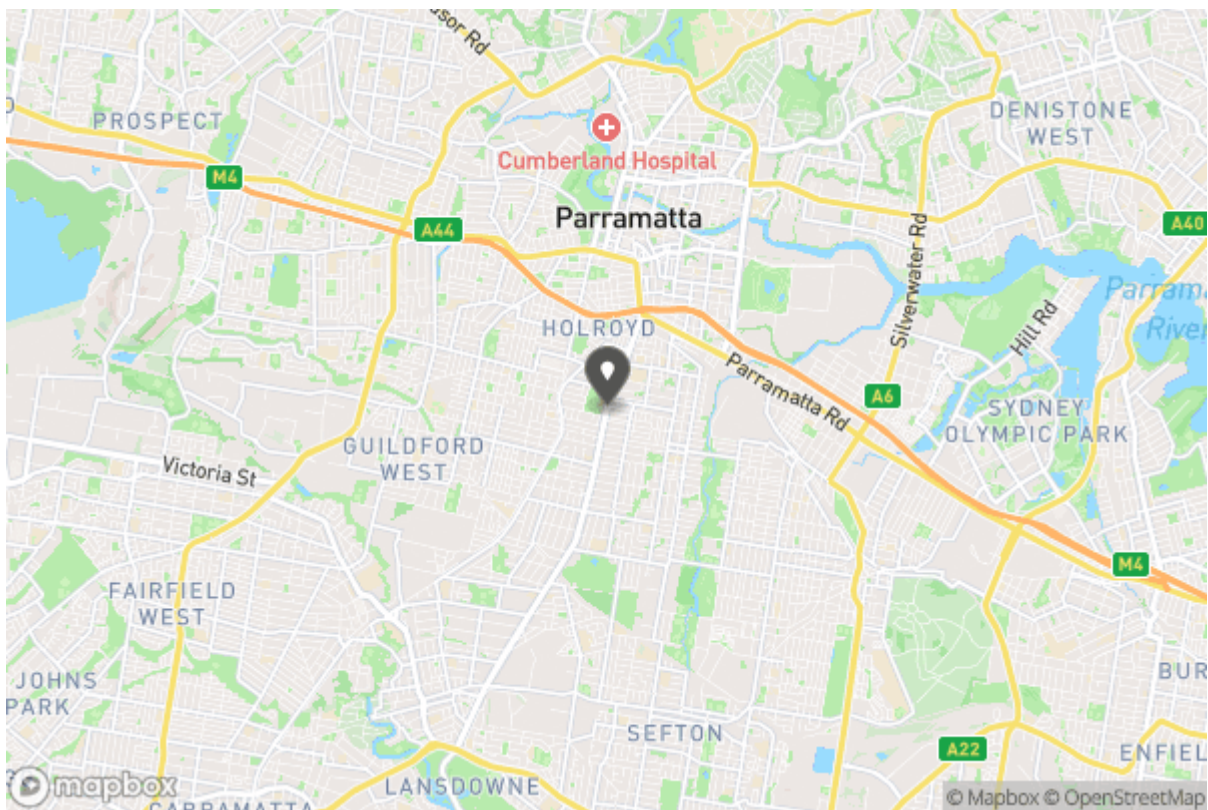 sor Rd
DENISTONE
WEST
PROSPECT
Cumberland Hospital
M4
A44
Parramatta
A40
Silverwater Rd
Parrama
River
Hill Rd
HOLROYD
Parramatta Rd
A6
SYDNEY
OLYMPIC PARK
GUILDFORD
WEST
Victoria St
M4
FAIRFIELD
WEST
BUR
JOHNS
PARK
SEFTON
A22
ENFIEL
LANSDOWNE
mapbox
© Mapbox © OpenStreetMap